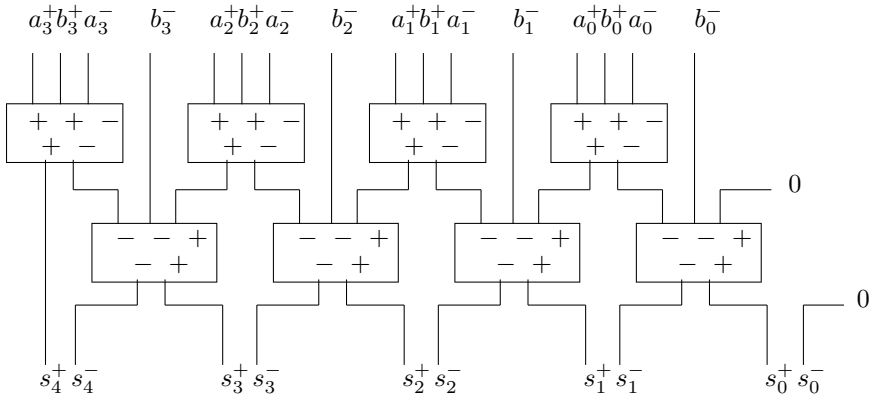 a₃⁺b₃⁺a₃⁻ b₃⁻ a₂⁺b₂⁺a₂⁻ b₂⁻ a₁⁺b₁⁺a₁⁻ b₁⁻ a₀⁺b₀⁺a₀⁻ b₀⁻
+ + − + + − + + − + + −
+ − + − + − + −
0
− − + − − + − − + − − +
− + − + − + − +
0
s₄⁺ s₄⁻ s₃⁺ s₃⁻ s₂⁺ s₂⁻ s₁⁺ s₁⁻ s₀⁺ s₀⁻